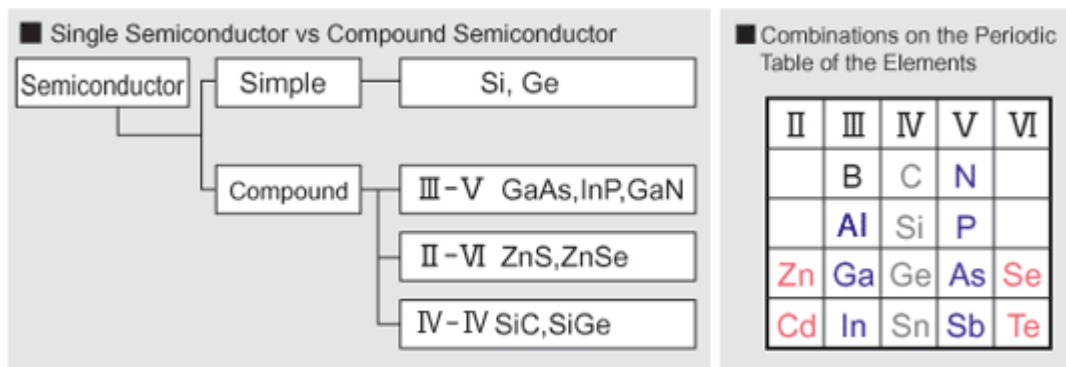 ■ Single Semiconductor vs Compound Semiconductor
Semiconductor
Simple
Si, Ge
Compound
Ⅲ-Ⅴ GaAs,InP,GaN
Ⅱ-Ⅵ ZnS,ZnSe
Ⅳ-Ⅳ SiC,SiGe
■ Combinations on the Periodic
Table of the Elements
Ⅱ Ⅲ Ⅳ Ⅴ Ⅵ
B C N
Al Si P
Zn Ga Ge As Se
Cd In Sn Sb Te